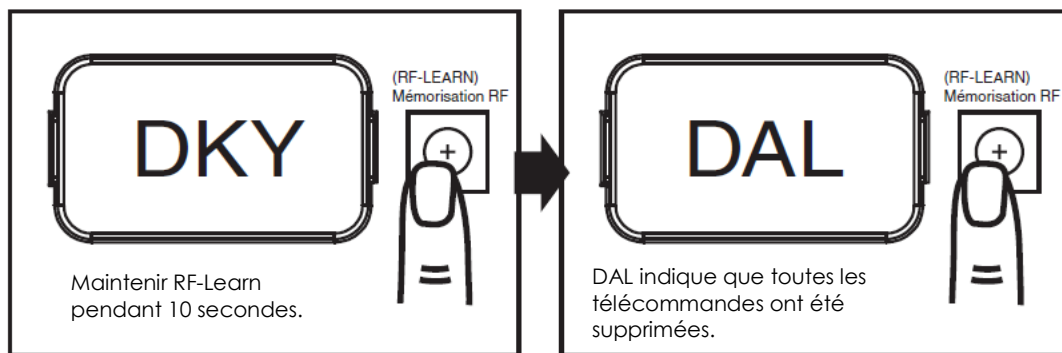 (RF-LEARN)
Mémorisation RF
DKY
Maintenir RF-Learn
pendant 10 secondes.
(RF-LEARN)
Mémorisation RF
DAL
DAL indique que toutes les
télécommandes ont été
supprimées.